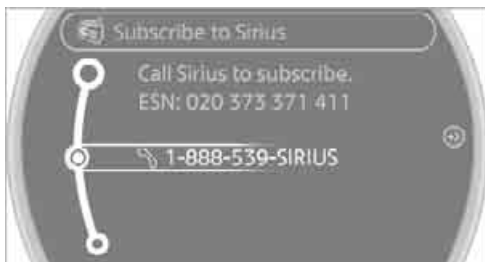 Subscribe to Sirius
Call Sirius to subscribe.
ESN: 020 373 371 411
1-888-539-SIRIUS